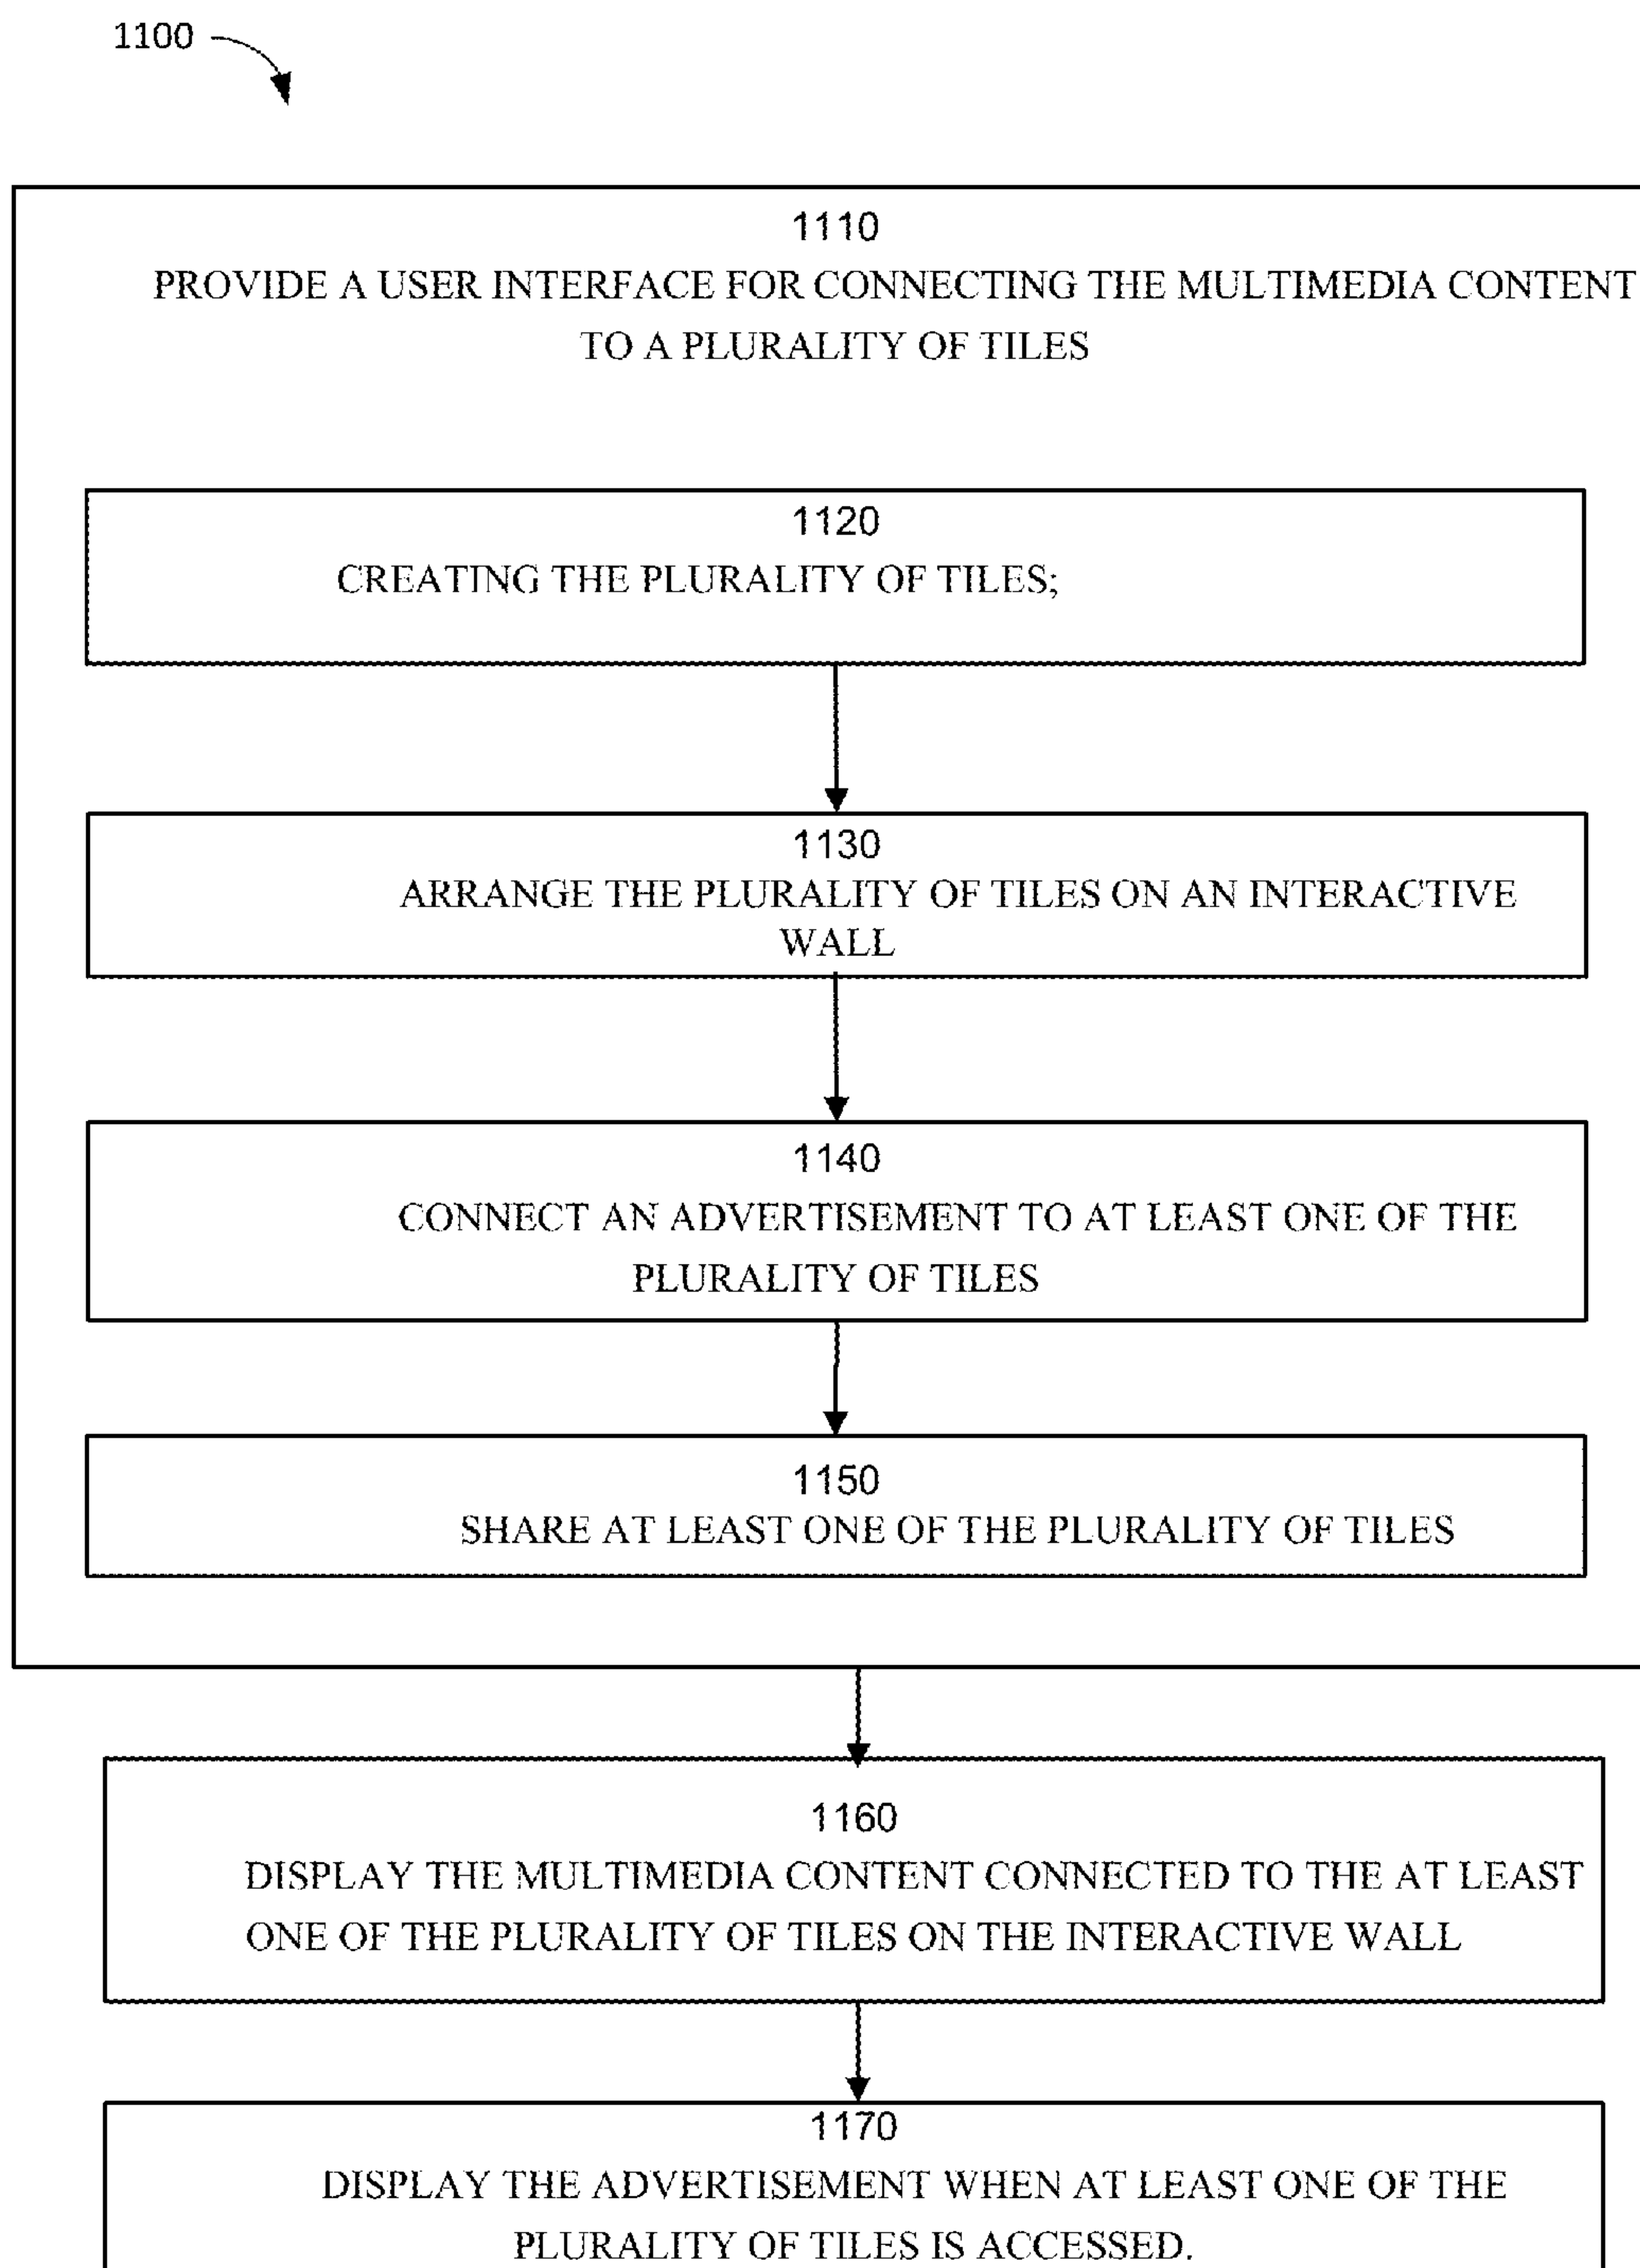 1100
1110
PROVIDE A USER INTERFACE FOR CONNECTING THE MULTIMEDIA CONTENT
TO A PLURALITY OF TILES
1120
CREATING THE PLURALITY OF TILES;
1130
ARRANGE THE PLURALITY OF TILES ON AN INTERACTIVE
WALL
1140
CONNECT AN ADVERTISEMENT TO AT LEAST ONE OF THE
PLURALITY OF TILES
1150
SHARE AT LEAST ONE OF THE PLURALITY OF TILES
1160
DISPLAY THE MULTIMEDIA CONTENT CONNECTED TO THE AT LEAST
ONE OF THE PLURALITY OF TILES ON THE INTERACTIVE WALL
1170
DISPLAY THE ADVERTISEMENT WHEN AT LEAST ONE OF THE
PLURALITY OF TILES IS ACCESSED.